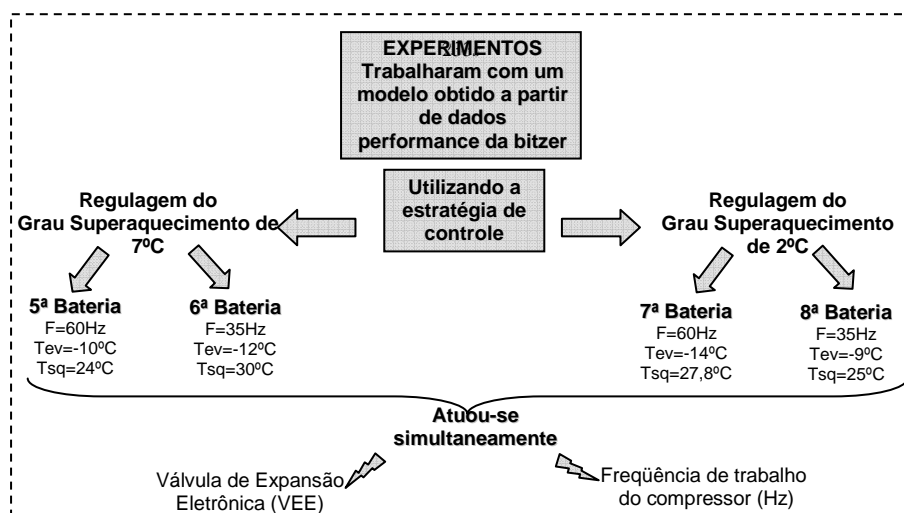 EXPERIMENTOS
Trabalharam com um
modelo obtido a partir
de dados
performance da bitzer
Utilizando a
estratégia de
controle
Regulagem do
Grau Superaquecimento de
7ºC
Regulagem do
Grau Superaquecimento
de 2ºC
5ª Bateria
F=60Hz
Tev=-10ºC
Tsq=24ºC
6ª Bateria
F=35Hz
Tev=-12ºC
Tsq=30ºC
7ª Bateria
F=60Hz
Tev=-14ºC
Tsq=27,8ºC
8ª Bateria
F=35Hz
Tev=-9ºC
Tsq=25ºC
Atuou-se
simultaneamente
Válvula de Expansão
Eletrônica (VEE)
Freqüência de trabalho
do compressor (Hz)